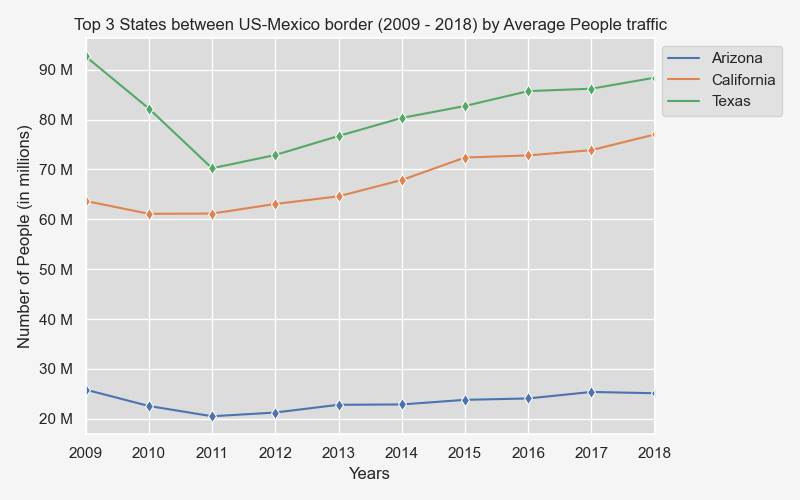 Top 3 States between US-Mexico border (2009 - 2018) by Average People traffic
Arizona
California
Texas
90 M
80 M
70 M
60 M
50 M
40 M
30 M
20 M
Number of People (in millions)
2009 2010 2011 2012 2013 2014 2015 2016 2017 2018
Years